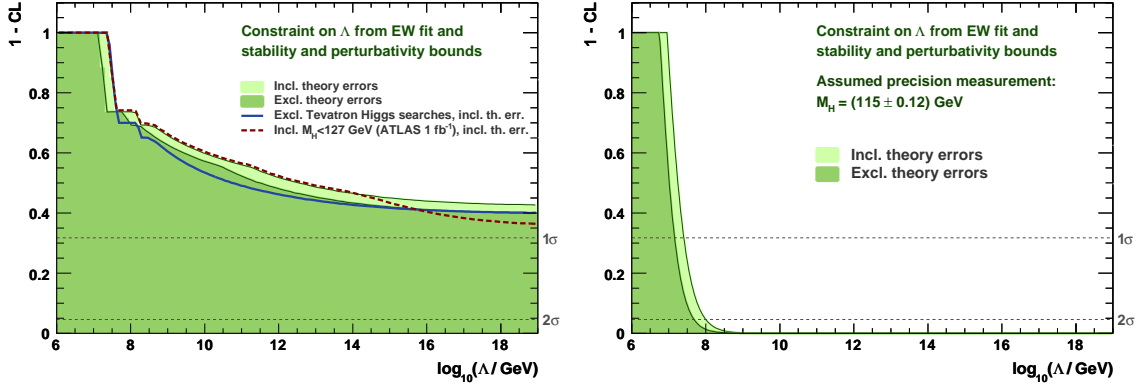 1 - CL
Constraint on Λ from EW fit and
stability and perturbativity bounds
Incl. theory errors
Excl. theory errors
Excl. Tevatron Higgs searches, incl. th. err.
Incl. M_H<127 GeV (ATLAS 1 fb⁻¹), incl. th. err.
1
0.8
0.6
0.4
0.2
0
1σ
2σ
6 8 10 12 14 16 18
log₁₀(Λ / GeV)
1 - CL
Constraint on Λ from EW fit and
stability and perturbativity bounds
Assumed precision measurement:
M_H = (115 ± 0.12) GeV
Incl. theory errors
Excl. theory errors
1
0.8
0.6
0.4
0.2
0
1σ
2σ
6 8 10 12 14 16 18
log₁₀(Λ / GeV)